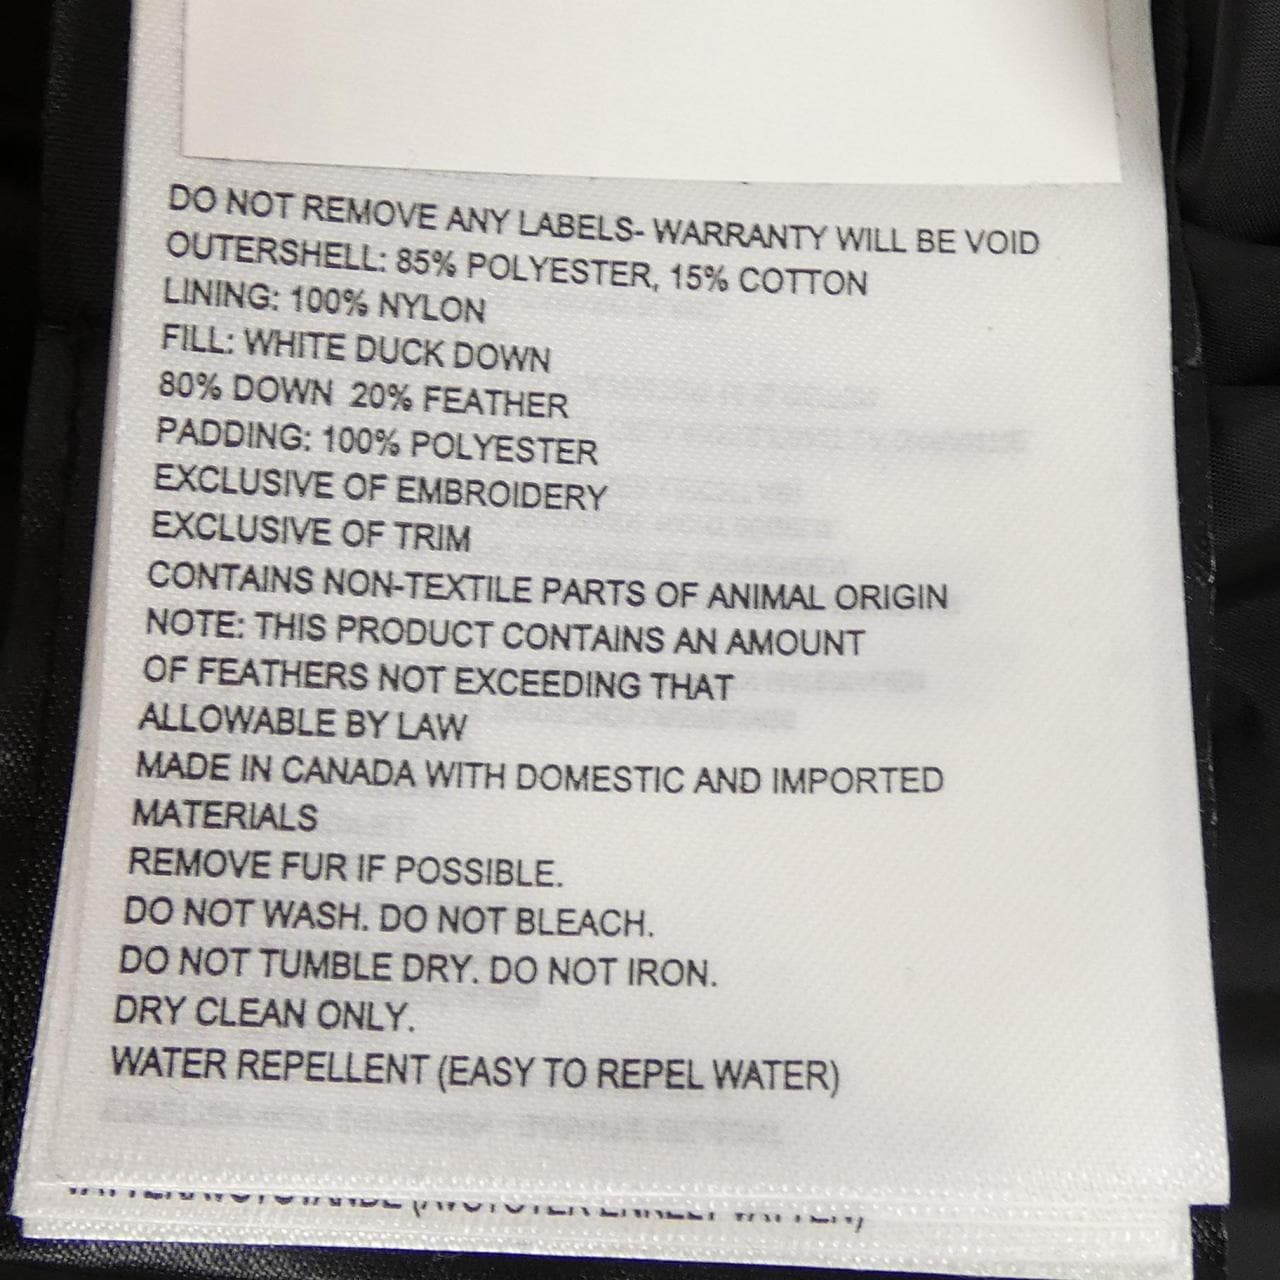 DO NOT REMOVE ANY LABELS- WARRANTY WILL BE VOID
OUTERSHELL: 85% POLYESTER, 15% COTTON
LINING: 100% NYLON
FILL: WHITE DUCK DOWN
80% DOWN 20% FEATHER
PADDING: 100% POLYESTER
EXCLUSIVE OF EMBROIDERY
EXCLUSIVE OF TRIM
CONTAINS NON-TEXTILE PARTS OF ANIMAL ORIGIN
NOTE: THIS PRODUCT CONTAINS AN AMOUNT
OF FEATHERS NOT EXCEEDING THAT
ALLOWABLE BY LAW
MADE IN CANADA WITH DOMESTIC AND IMPORTED
MATERIALS
REMOVE FUR IF POSSIBLE.
DO NOT WASH. DO NOT BLEACH.
DO NOT TUMBLE DRY. DO NOT IRON.
DRY CLEAN ONLY.
WATER REPELLENT (EASY TO REPEL WATER)